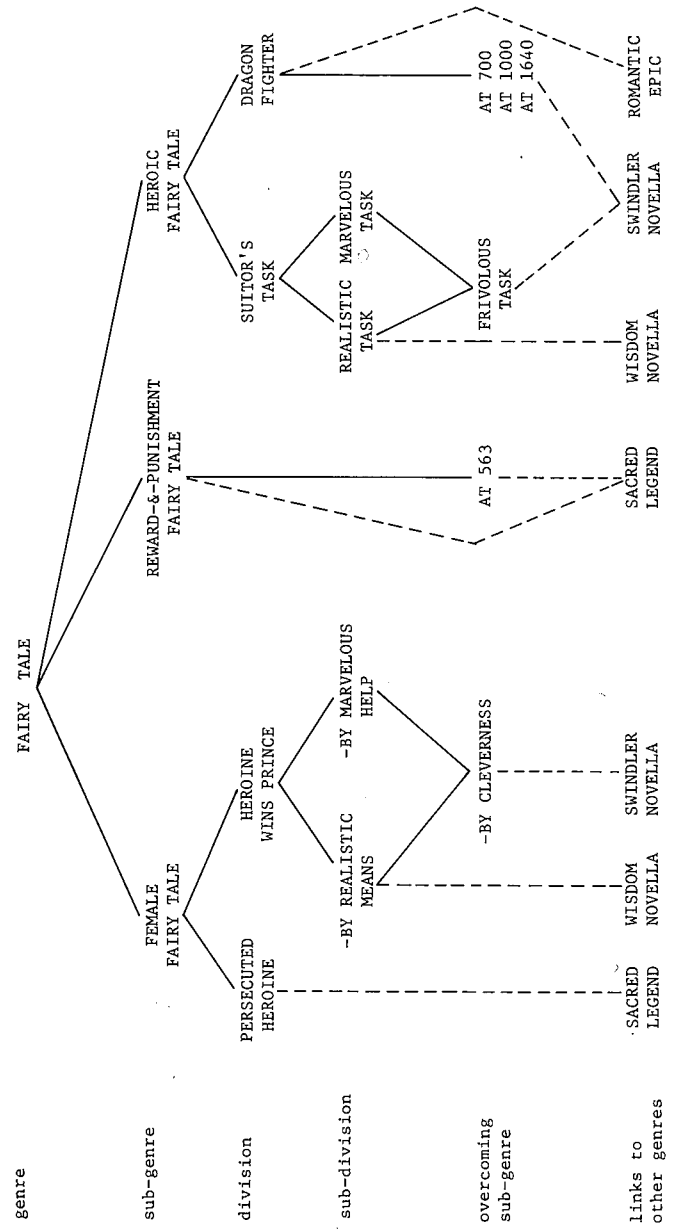 genre
FAIRY TALE
sub-genre
FEMALE
FAIRY TALE
REWARD-&-PUNISHMENT
FAIRY TALE
HEROIC
FAIRY TALE
division
PERSECUTED
HEROINE
HEROINE
WINS PRINCE
SUITOR'S
TASK
DRAGON
FIGHTER
sub-division
-BY REALISTIC
MEANS
-BY MARVELOUS
HELP
REALISTIC
TASK
MARVELOUS
TASK
overcoming
sub-genre
-BY CLEVERNESS
AT 563
FRIVOLOUS
TASK
AT 700
AT 1000
AT 1640
links to
other genres
SACRED
LEGEND
WISDOM
NOVELLA
SWINDLER
NOVELLA
SACRED
LEGEND
WISDOM
NOVELLA
SWINDLER
NOVELLA
ROMANTIC
EPIC